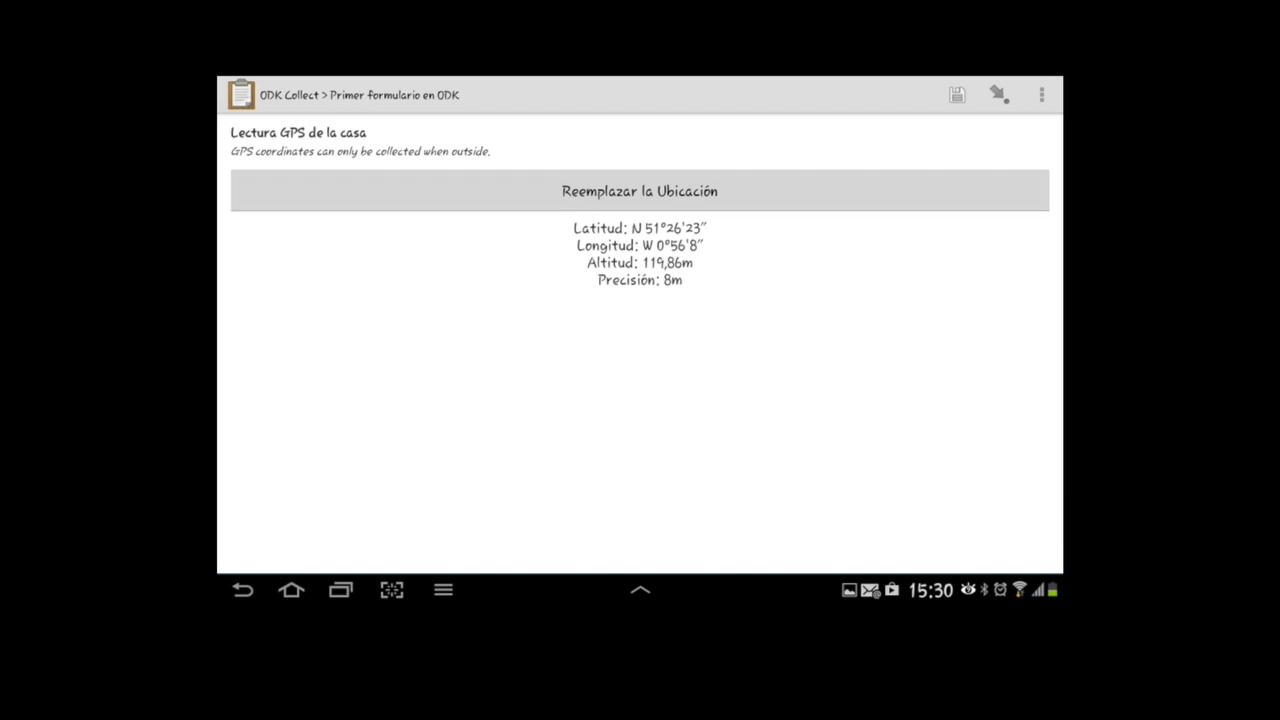 ODK Collect > Primer formulario en ODK
Lectura GPS de la casa
GPS coordinates can only be collected when outside.
Reemplazar la Ubicación
Latitud: N 51°26'23"
Longitud: W 0°56'8"
Altitud: 119,86m
Precisión: 8m
15:30